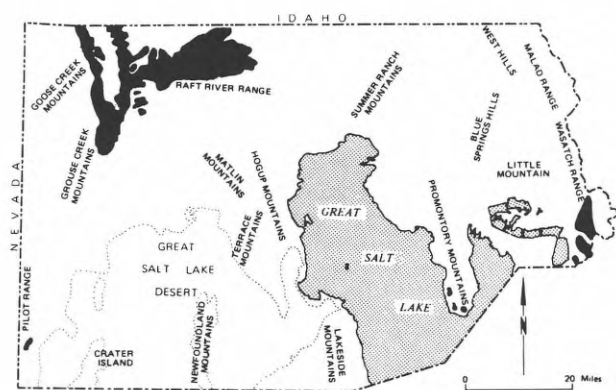 IDAHO
GOOSE CREEK
MOUNTAINS
RAFT RIVER RANGE
GROUSE CREEK
MOUNTAINS
SUMMER RANCH
MOUNTAINS
WEST HILLS
MALAD RANGE
BLUE
SPRINGS HILLS
WASATCH RANGE
LITTLE
MOUNTAIN
MATLIN
MOUNTAINS
HOGUP MOUNTAINS
TERRACE
MOUNTAINS
PROMONTORY MOUNTAINS
NEVADA
GREAT
SALT
LAKE
GREAT
SALT LAKE
DESERT
PILOT RANGE
CRATER
ISLAND
NEWFOUNDLAND
MOUNTAINS
LAKESIDE
MOUNTAINS
N
0 20 Miles